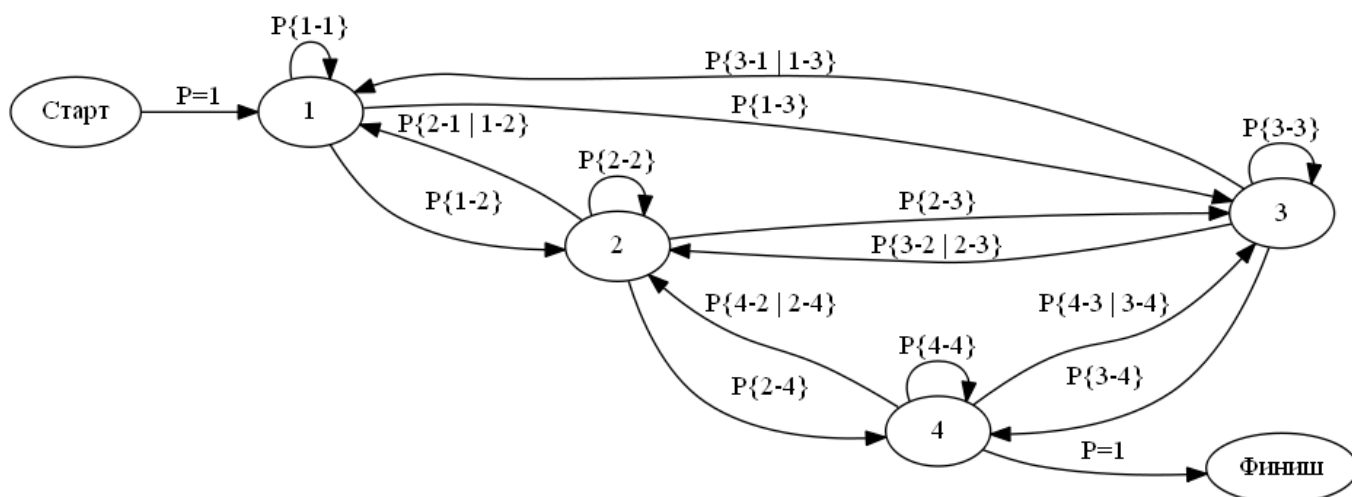 P{1-1}
P{3-1 | 1-3}
Старт
P=1
1
P{1-3}
P{2-1 | 1-2}
P{3-3}
P{2-2}
P{1-2}
P{2-3}
3
2
P{3-2 | 2-3}
P{4-2 | 2-4}
P{4-3 | 3-4}
P{4-4}
P{2-4}
P{3-4}
4
P=1
Финиш